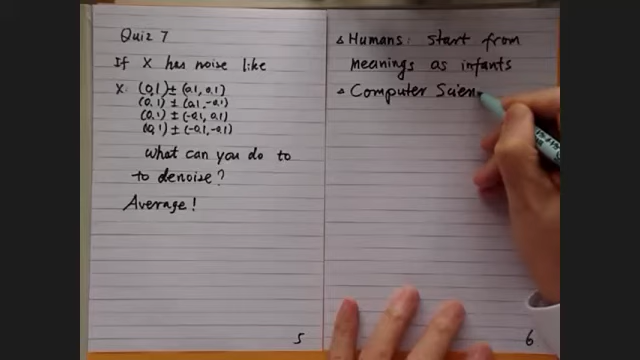 Quiz 7
If X has noise like
X: (0,1) ± (0.1, 0.1)
(0,1) ± (0.1, -0.1)
(0,1) ± (-0.1, 0.1)
(0,1) ± (-0.1, -0.1)
What can you do to
to denoize?
Average!
5
△ Humans: start from
meanings as infants
△ Computer Scien
6